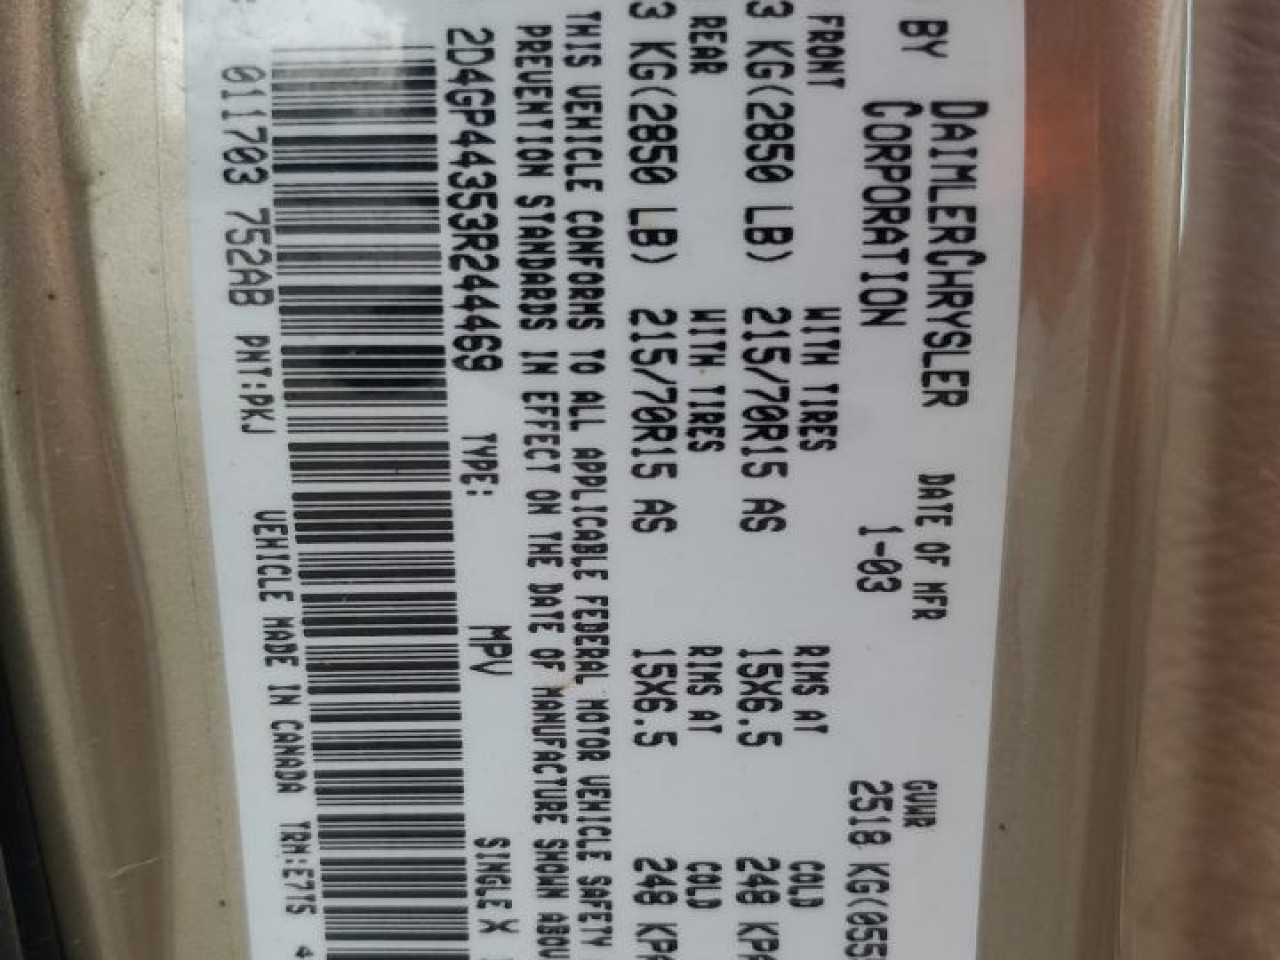 BY DAIMLERCHRYSLER CORPORATION DATE OF MFR 1-03 GVWR 2518 KG(055
FRONT WITH TIRES RIMS AT COLD
3 KG(2850 LB) 215/70R15 AS 15X6.5 248 KPA
REAR WITH TIRES RIMS AT COLD
3 KG(2850 LB) 215/70R15 AS 15X6.5 248 KPA
THIS VEHICLE CONFORMS TO ALL APPLICABLE FEDERAL MOTOR VEHICLE SAFETY
PREVENTION STANDARDS IN EFFECT ON THE DATE OF MANUFACTURE SHOWN ABOV
2D4GP44353R244469 TYPE: MPV SINGLE X
011703 752AB PNT:PKJ VEHICLE MADE IN CANADA TRM:E7T5 4